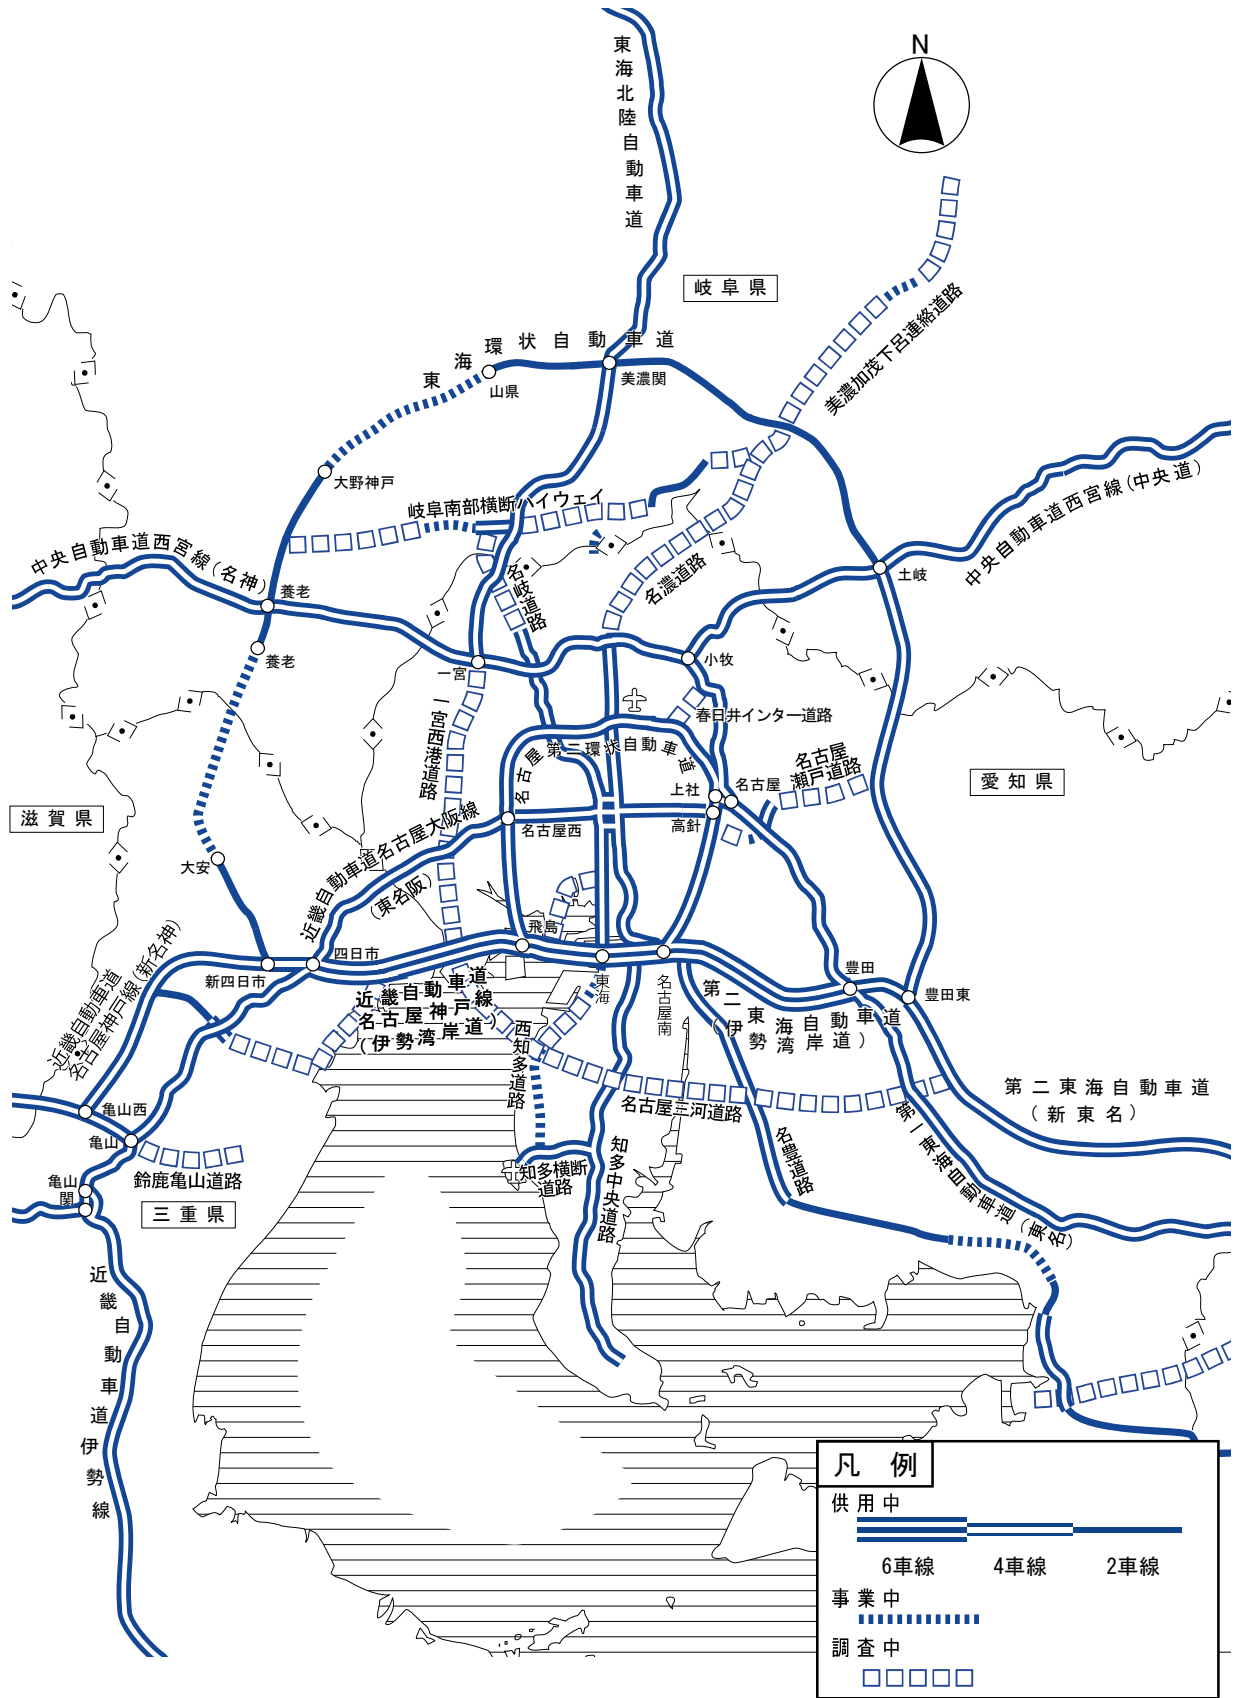 N
東海北陸自動車道
岐阜県
東海環状自動車道
山県
美濃関
美濃加茂下呂連絡道路
大野神戸
岐阜南部横断ハイウェイ
中央自動車道西宮線(中央道)
中央自動車道西宮線(名神)
名岐道路
名濃道路
土岐
養老
養老
一宮
小牧
一宮西港道路
春日井インター道路
名古屋第二環状自動車道
名古屋
瀬戸道路
愛知県
滋賀県
上社
名古屋
高針
名古屋西
近畿自動車道名古屋大阪線
(東名阪)
大安
飛島
四日市
新四日市
近畿自動車道
名古屋神戸線(新名神)
近畿自動車道
名古屋神戸線
(伊勢湾岸道)
東海
名古屋南
豊田
豊田東
第二東海自動車道
(伊勢湾岸道)
西知多道路
名古屋三河道路
第二東海自動車道
(新東名)
亀山西
亀山
鈴鹿亀山道路
亀山
関
三重県
知多横断
道路
知多中央道路
名豊道路
第一東海自動車道(東名)
近畿自動車道伊勢線
凡例
供用中
6車線
4車線
2車線
事業中
調査中